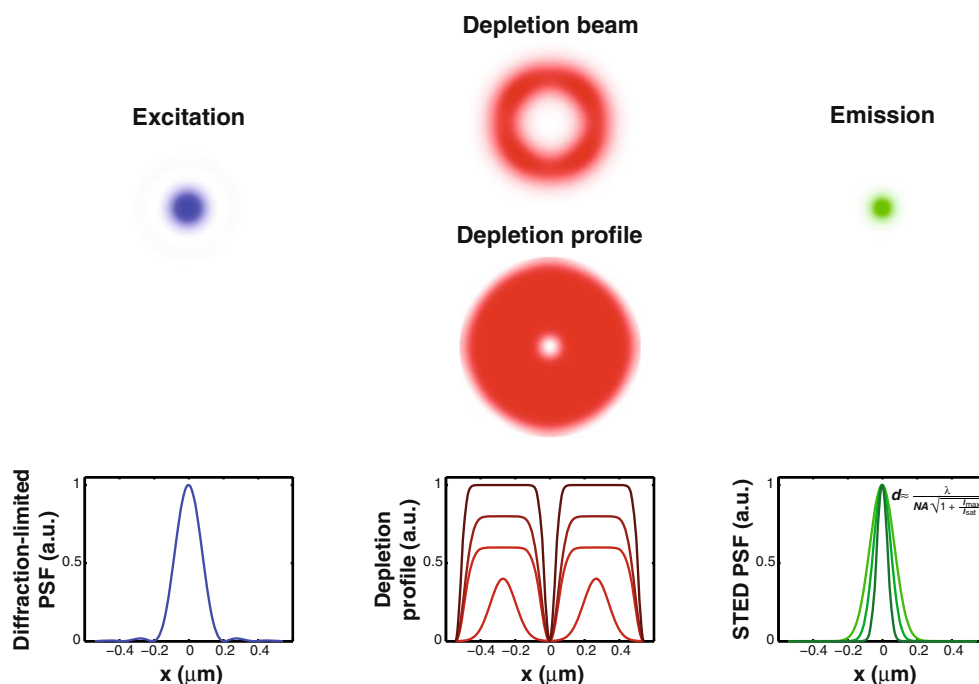 Depletion beam
Excitation
Emission
Depletion profile
Diffraction-limited
PSF (a.u.)
1
0.5
0
−0.4
−0.2
0
0.2
0.4
x (μm)
Depletion
profile (a.u.)
1
0.5
0
−0.4
−0.2
0
0.2
0.4
x (μm)
STED PSF (a.u.)
1
0.5
0
d≈ λ / NA√1 + Imax / Isat
−0.4
−0.2
0
0.2
0.4
x (μm)